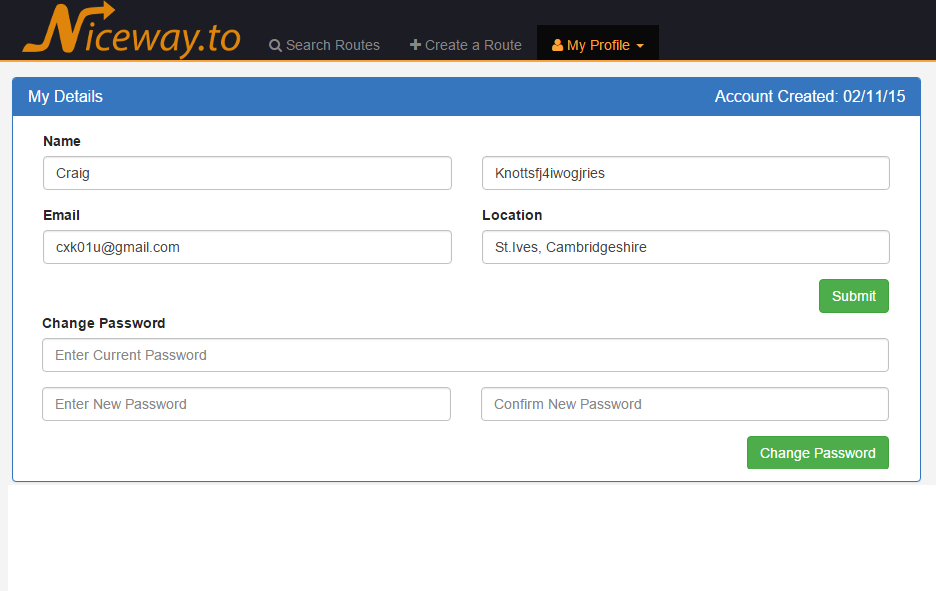 Niceway.to
Search Routes Create a Route My Profile
My Details Account Created: 02/11/15
Name
Craig Knottsfj4iwogjries
Email Location
cxk01u@gmail.com St.Ives, Cambridgeshire
Submit
Change Password
Enter Current Password
Enter New Password Confirm New Password
Change Password